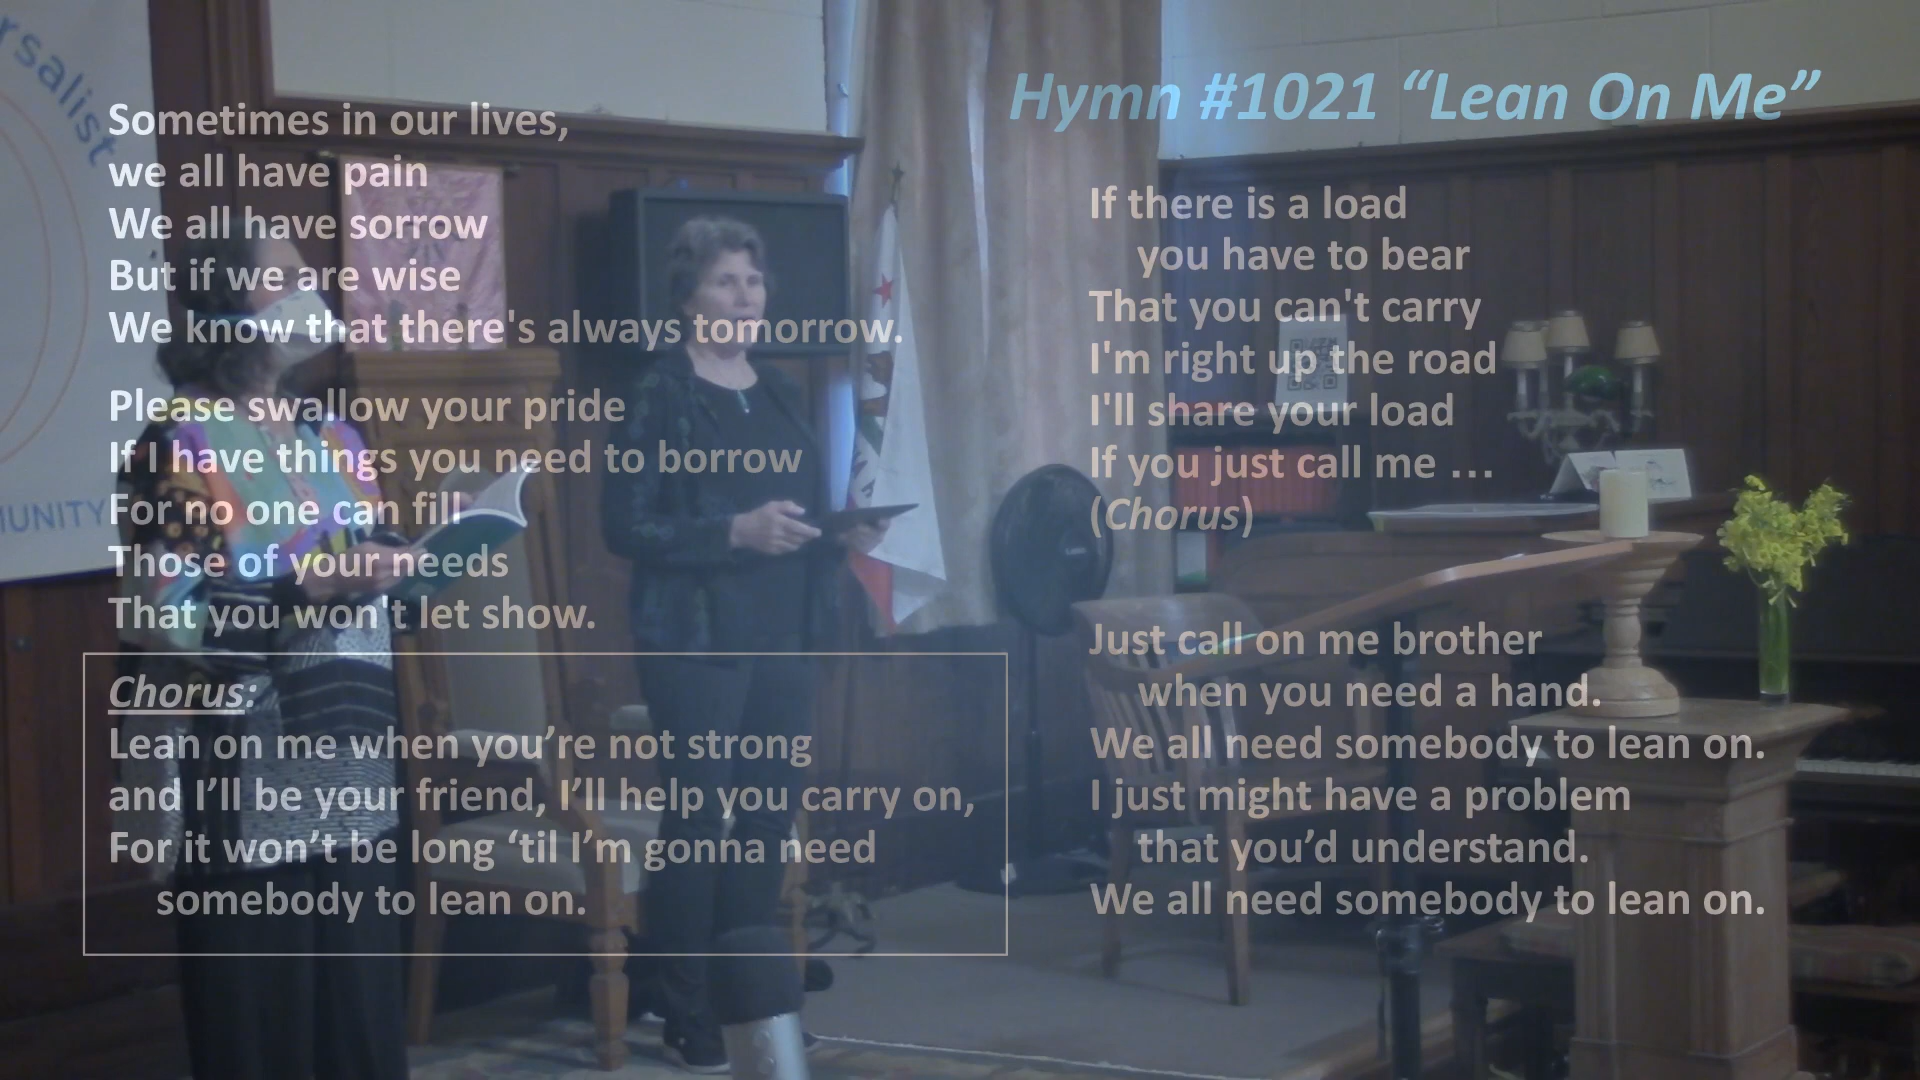 rsalist
MUNITY
Hymn #1021 “Lean On Me”
Sometimes in our lives,
we all have pain
We all have sorrow
But if we are wise
We know that there's always tomorrow.
Please swallow your pride
If I have things you need to borrow
For no one can fill
Those of your needs
That you won't let show.
Chorus:
Lean on me when you’re not strong
and I’ll be your friend, I’ll help you carry on,
For it won’t be long ‘til I’m gonna need
somebody to lean on.
If there is a load
you have to bear
That you can't carry
I'm right up the road
I'll share your load
If you just call me …
(Chorus)
Just call on me brother
when you need a hand.
We all need somebody to lean on.
I just might have a problem
that you’d understand.
We all need somebody to lean on.